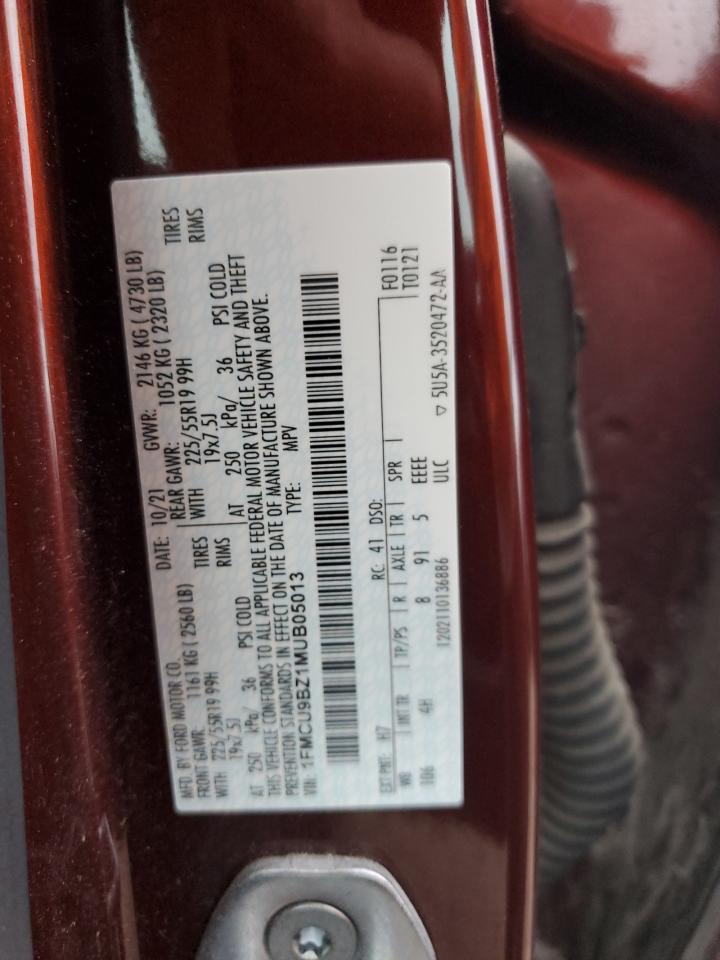 MFD. BY FORD MOTOR CO. DATE: 10/21 GVWR: 2146 KG ( 4730 LB)
FRONT GAWR: 1161 KG ( 2560 LB) REAR GAWR: 1052 KG ( 2320 LB)
WITH 225/55R19 99H TIRES WITH 225/55R19 99H TIRES
19x7.5J RIMS 19x7.5J RIMS
AT 250 kPa/ 36 PSI COLD AT 250 kPa/ 36 PSI COLD
THIS VEHICLE CONFORMS TO ALL APPLICABLE FEDERAL MOTOR VEHICLE SAFETY AND THEFT
PREVENTION STANDARDS IN EFFECT ON THE DATE OF MANUFACTURE SHOWN ABOVE.
VIN: 1FMCU9BZ1MUB05013 TYPE: MPV
EXT PNT: H7 RC: 41 DSO: F0116
WB INT TR TP/PS R AXLE TR SPR T0121
106 4H 8 91 5 EEEE
1202110136886 ULC ▽ 5U5A-3520472-AA